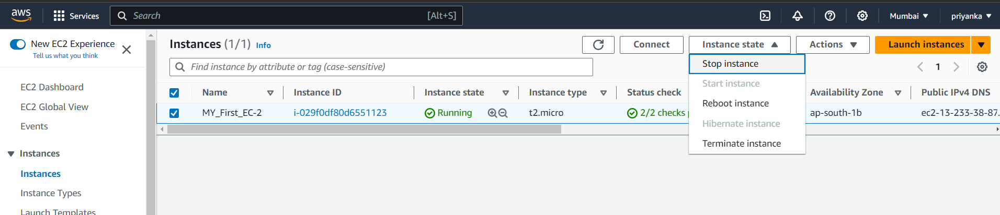 aws Services Search [Alt+S] Mumbai priyanka
New EC2 Experience
Tell us what you think
EC2 Dashboard
EC2 Global View
Events
Instances
Instances
Instance Types
Launch Templates
Instances (1/1) Info Connect Instance state Actions Launch instances
Find instance by attribute or tag (case-sensitive) 1
Stop instance
Start instance
Reboot instance
Hibernate instance
Terminate instance
Name Instance ID Instance state Instance type Status check Availability Zone Public IPv4 DNS
MY_First_EC-2 i-029f0df80d6551123 Running t2.micro 2/2 checks ap-south-1b ec2-13-233-38-87.